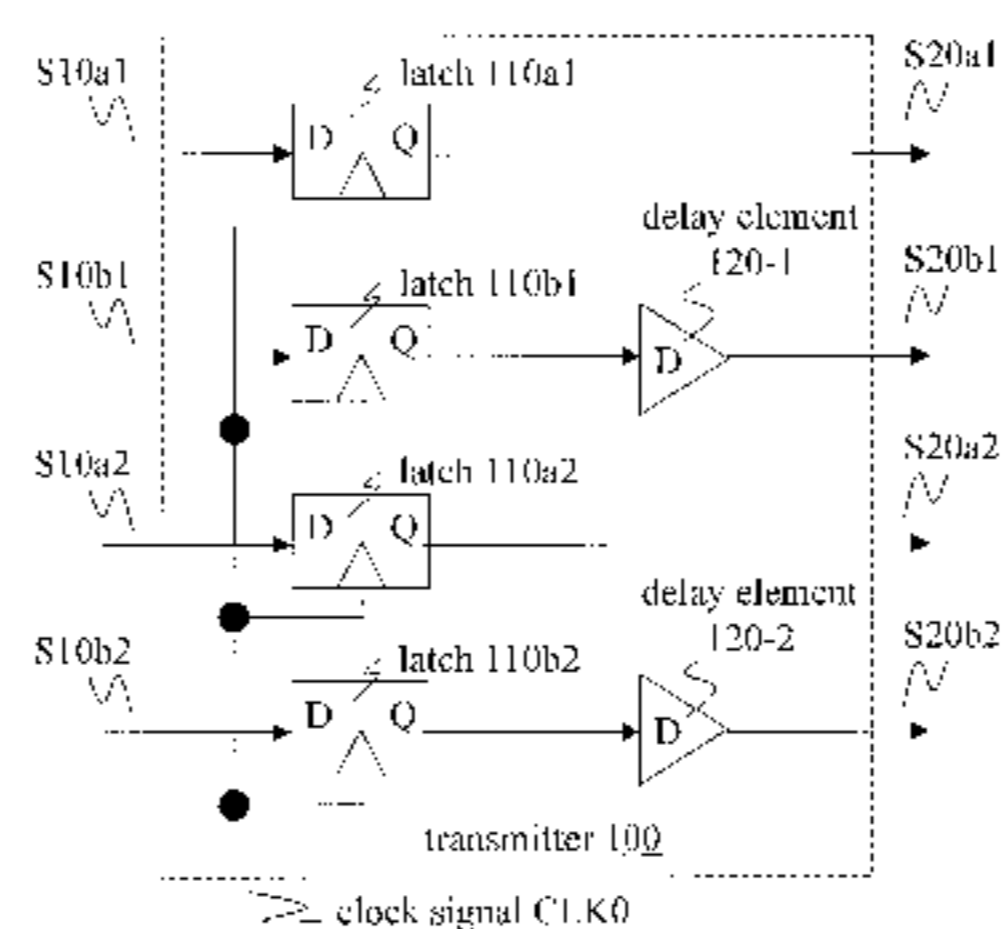 S10a1
latch 110a1
S20a1
D Q
delay element
120-1
S10b1
latch 110b1
S20b1
D Q
D
S10a2
latch 110a2
S20a2
D Q
delay element
120-2
S10b2
latch 110b2
S20b2
D Q
D
transmitter 100
clock signal CLK0